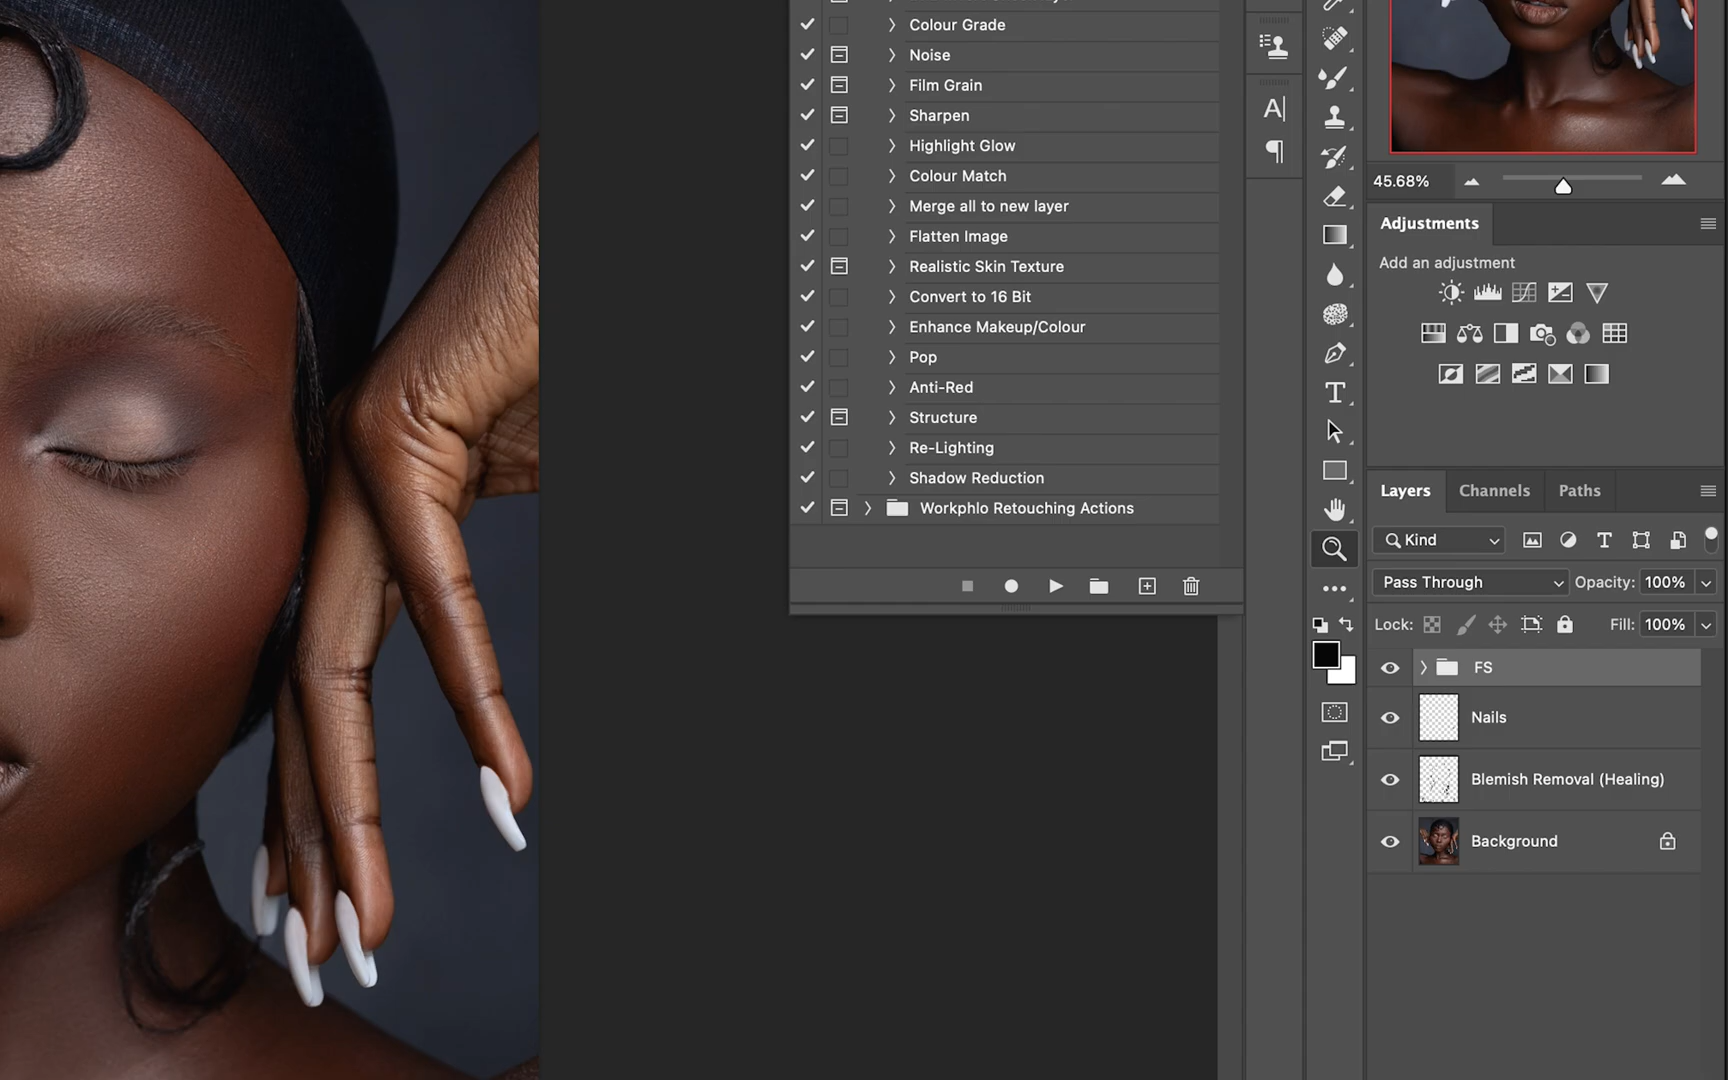 Colour Grade
Noise
Film Grain
Sharpen
Highlight Glow
Colour Match
Merge all to new layer
Flatten Image
Realistic Skin Texture
Convert to 16 Bit
Enhance Makeup/Colour
Pop
Anti-Red
Structure
Re-Lighting
Shadow Reduction
Workphlo Retouching Actions
A
¶
T
45.68%
Adjustments
Add an adjustment
Layers Channels Paths
Kind T
Pass Through Opacity: 100%
Lock: Fill: 100%
FS
Nails
Blemish Removal (Healing)
Background